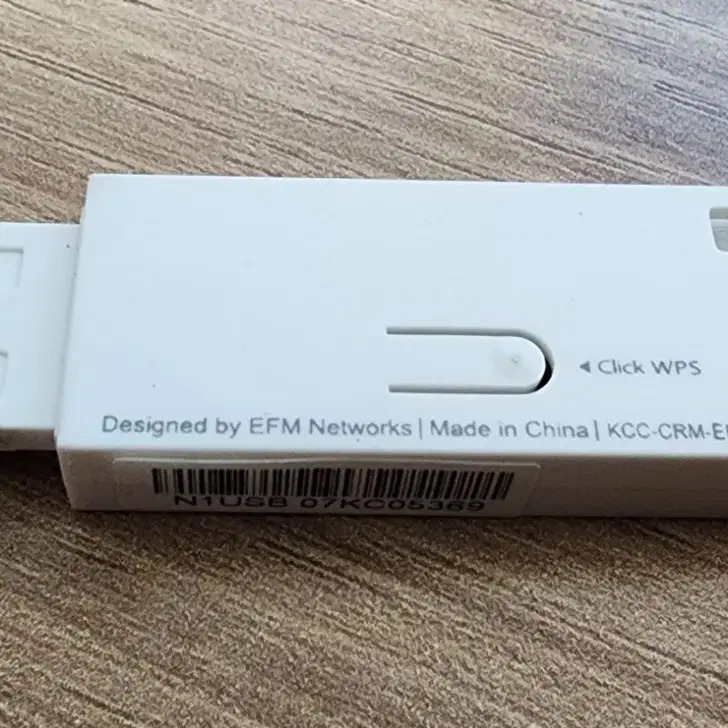 ◄ Click WPS
Designed by EFM Networks | Made in China | KCC-CRM-E
N1USB 07KC05369